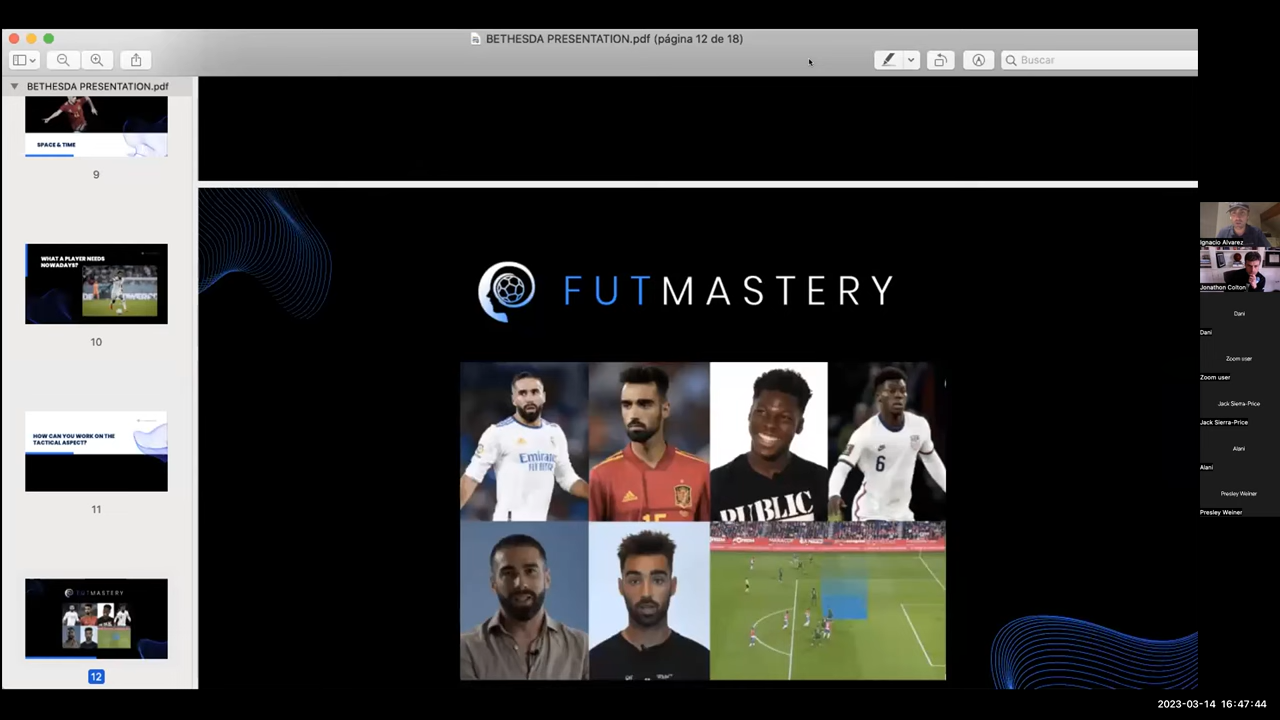 BETHESDA PRESENTATION.pdf (página 12 de 18)
Buscar
BETHESDA PRESENTATION.pdf
SPACE & TIME
9
WHAT A PLAYER NEEDS
NOWADAYS?
10
HOW CAN YOU WORK ON THE
TACTICAL ASPECT?
11
FUTMASTERY
12
FUTMASTERY
Emirates
FLY BETTER
15
PUBLIC
6
Ignacio Alvarez
Jonathon Colton
Dani
Dani
Zoom user
Zoom user
Jack Sierra-Price
Jack Sierra-Price
Alani
Alani
Presley Weiner
Presley Weiner
2023-03-14 16:47:44